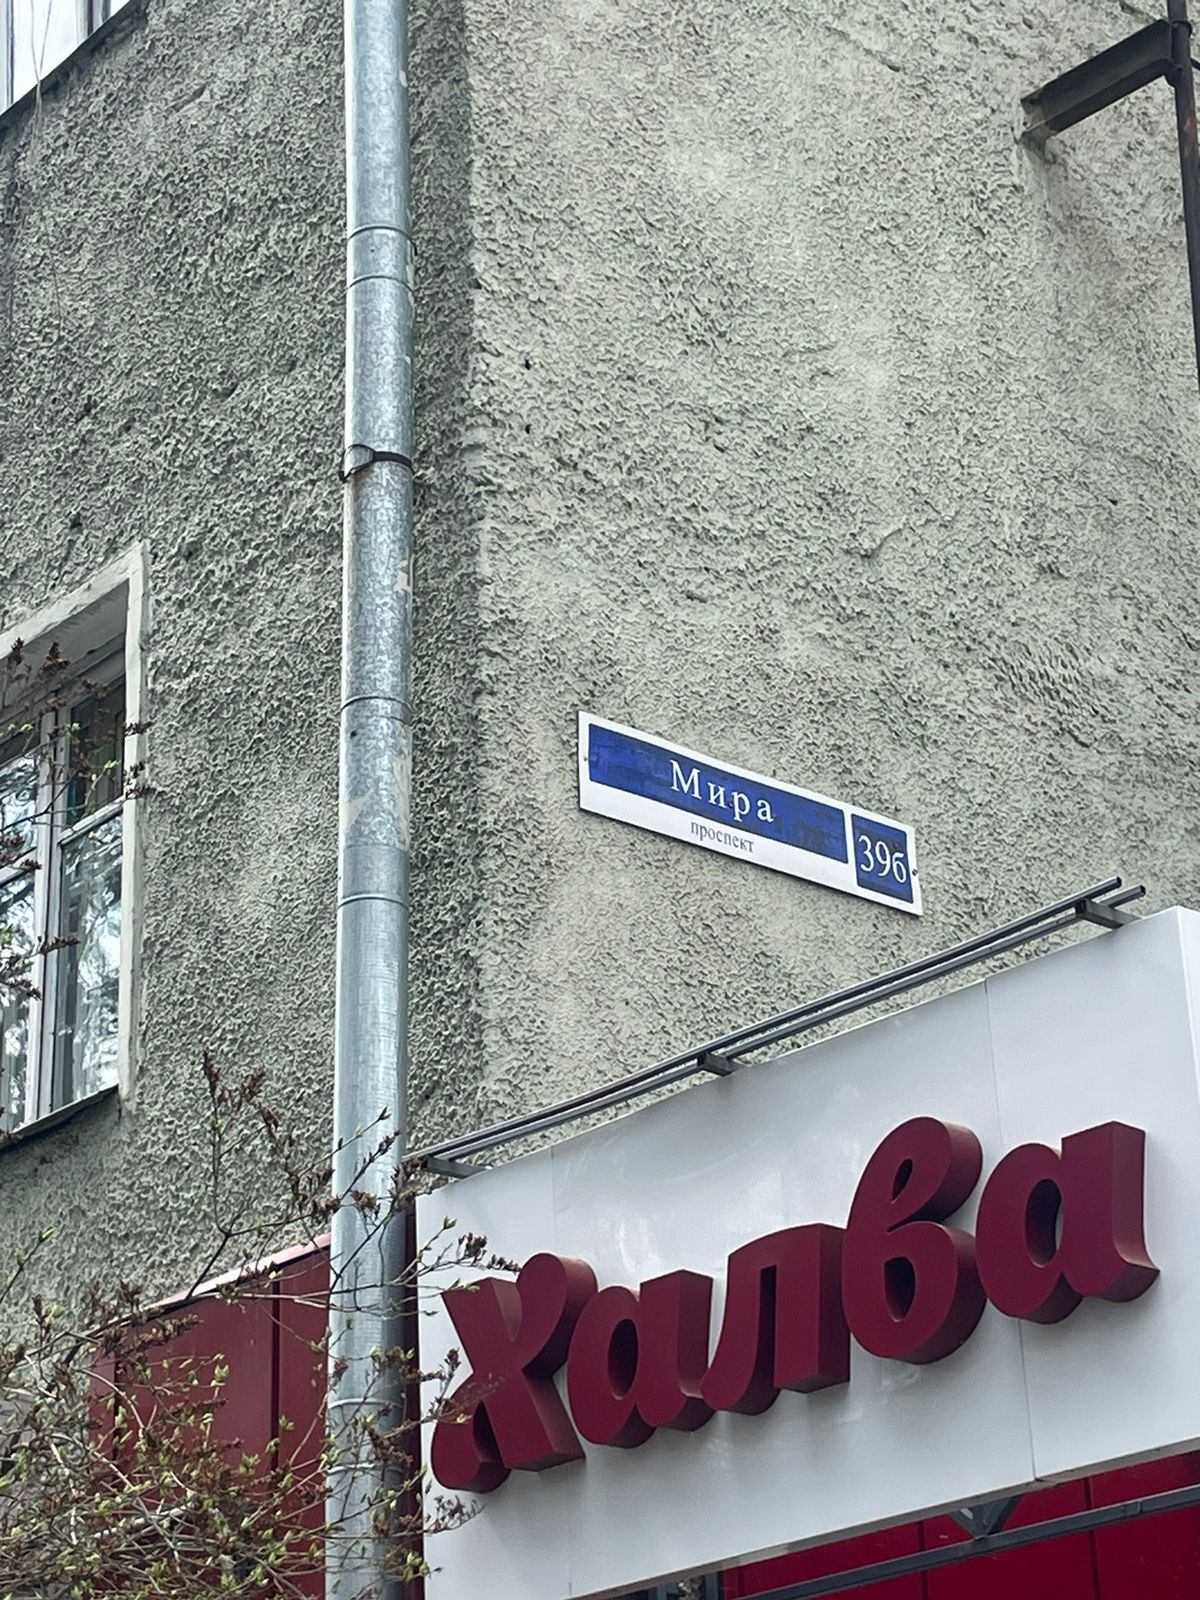 Мира
проспект
39б
Халва